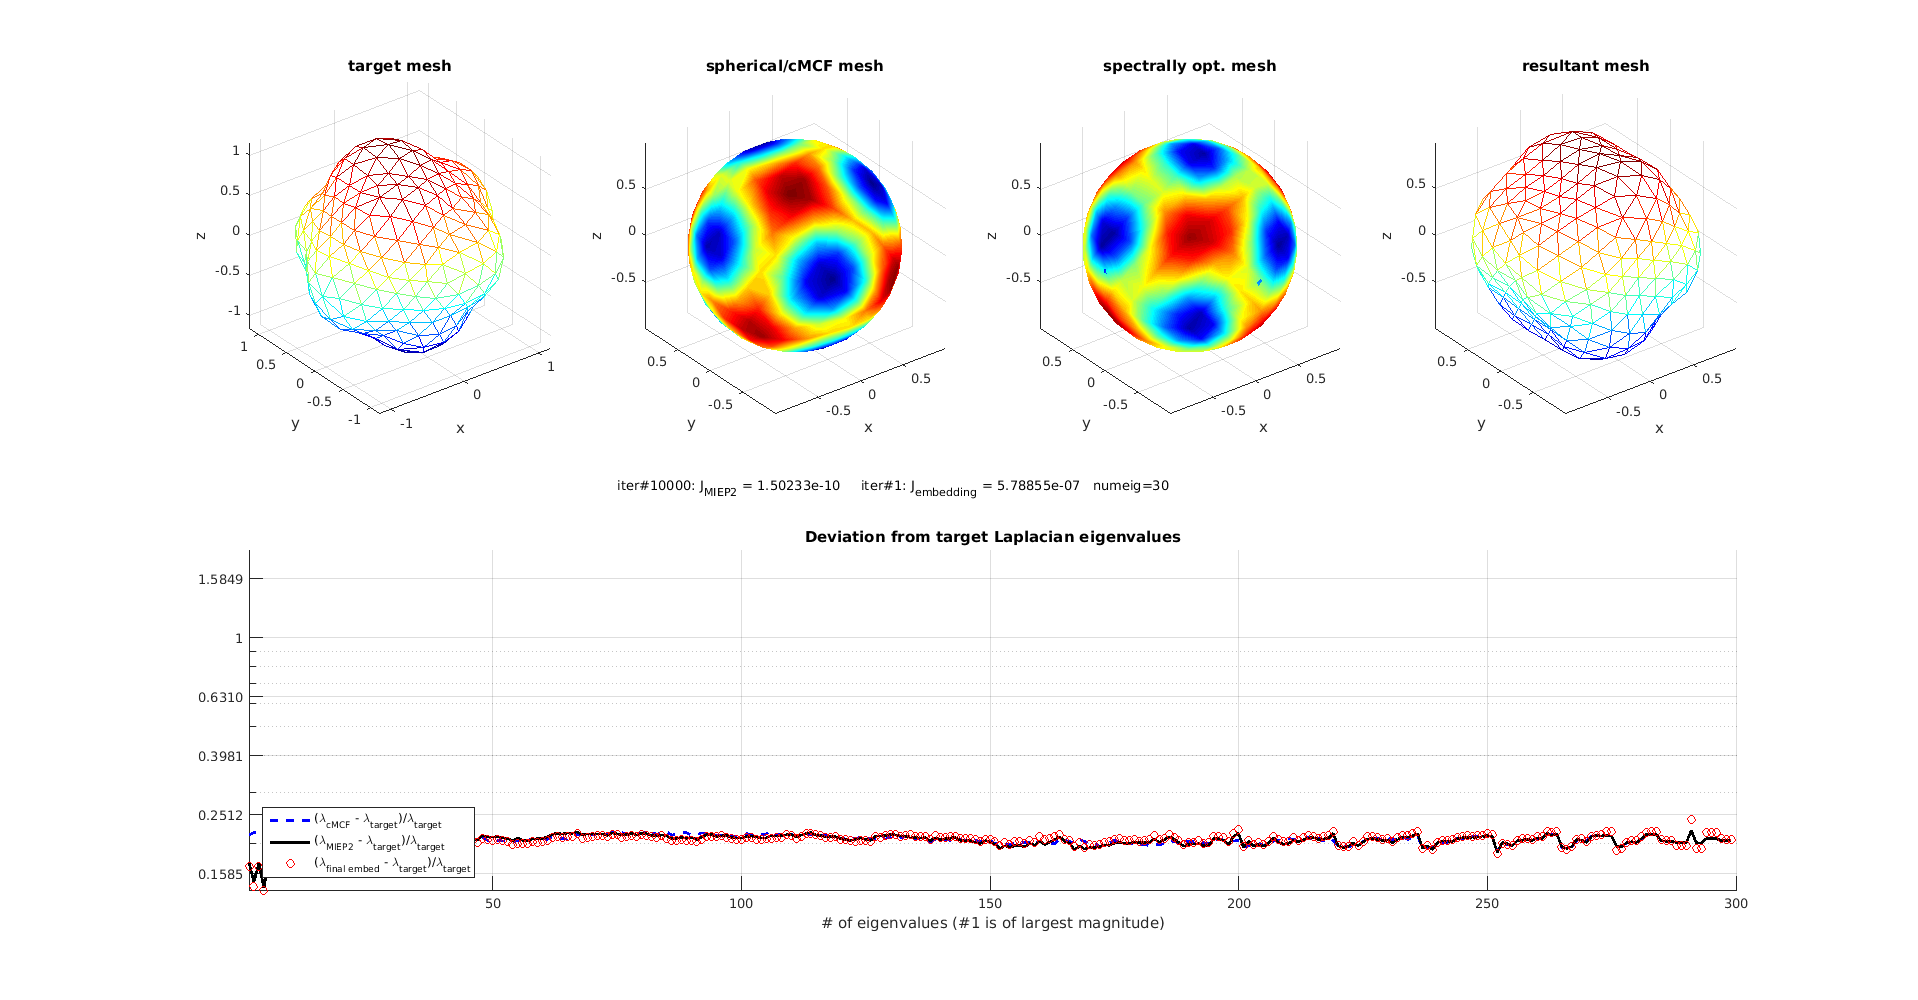 target mesh
spherical/cMCF mesh
spectrally opt. mesh
resultant mesh
1
0.5
0
-0.5
-1
z
1
0.5
0
-0.5
-1
y
-1
0
1
x
0.5
0
-0.5
z
0.5
0
-0.5
y
-0.5
0
0.5
x
0.5
0
-0.5
z
0.5
0
-0.5
y
-0.5
0
0.5
x
0.5
0
-0.5
z
0.5
0
-0.5
y
-0.5
0
0.5
x
iter#10000: J_MIEP2 = 1.50233e-10 iter#1: J_embedding = 5.78855e-07 numeig=30
Deviation from target Laplacian eigenvalues
1.5849
1
0.6310
0.3981
0.2512
0.1585
(λ_cMCF - λ_target)/λ_target
(λ_MIEP2 - λ_target)/λ_target
(λ_final embed - λ_target)/λ_target
50 100 150 200 250 300
# of eigenvalues (#1 is of largest magnitude)